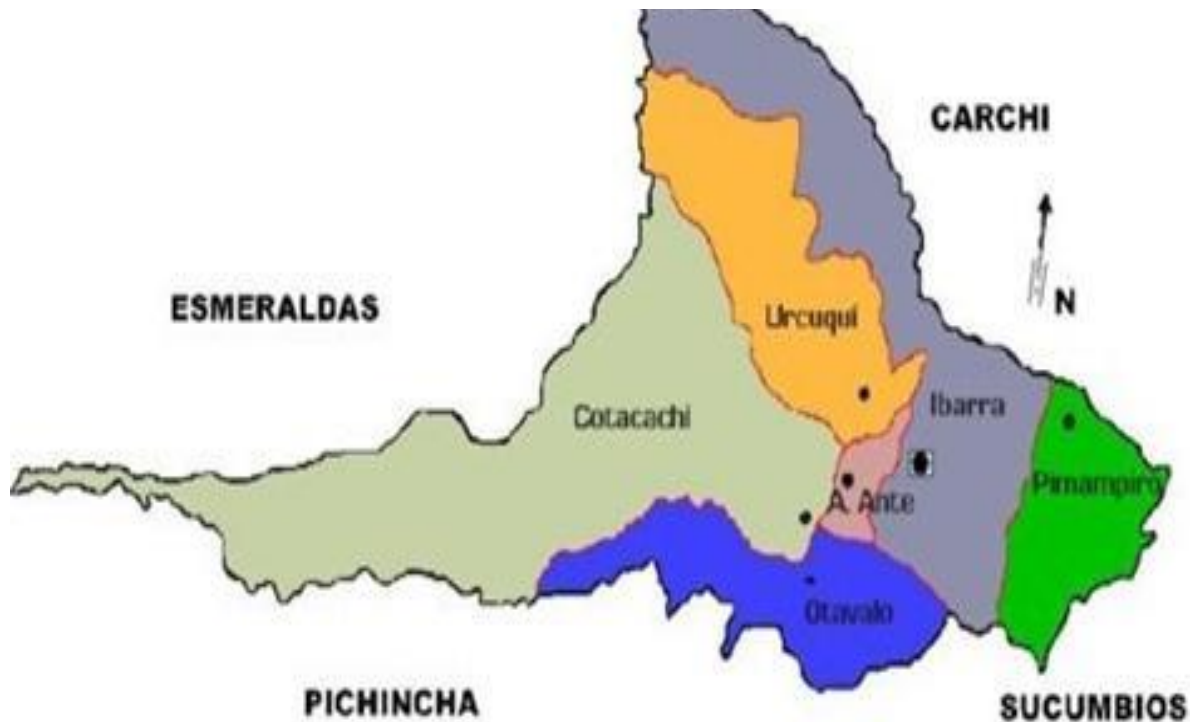 CARCHI
ESMERALDAS
N
Urcuqui
Ibarra
Cotacachi
Pimampiro
A. Ante
Otavalo
PICHINCHA
SUCUMBIOS